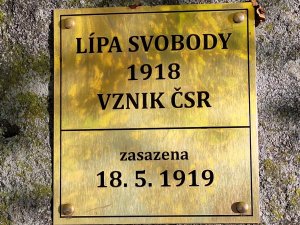 LÍPA SVOBODY
1918
VZNIK ČSR
zasazena
18. 5. 1919